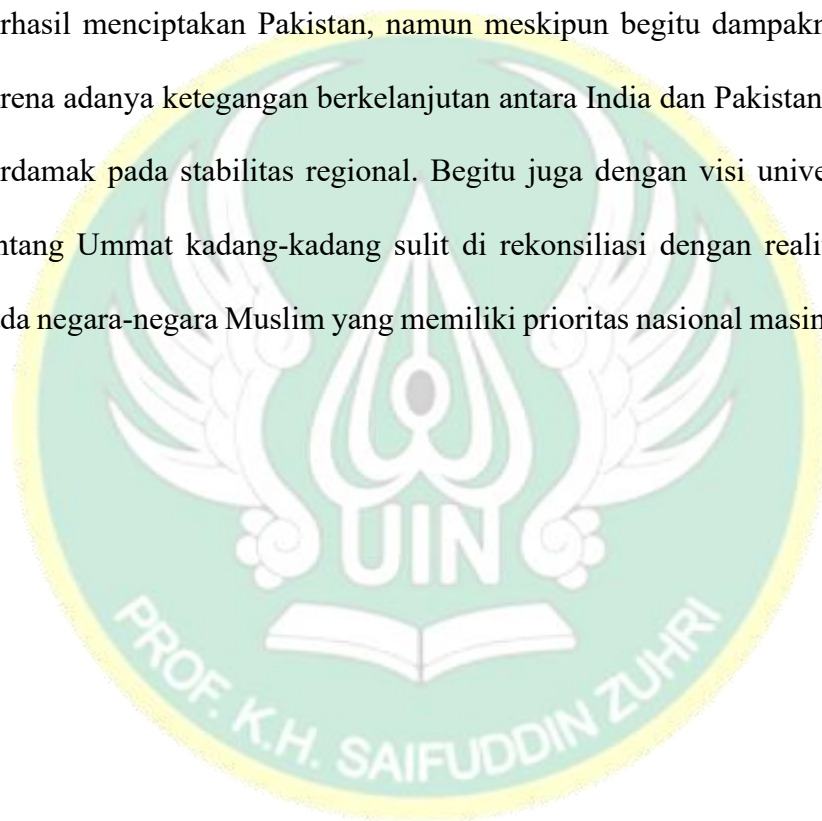 rhasil menciptakan Pakistan, namun meskipun begitu dampakn
rena adanya ketegangan berkelanjutan antara India dan Pakistan
rdamak pada stabilitas regional. Begitu juga dengan visi unive
ntang Ummat kadang-kadang sulit di rekonsiliasi dengan reali
da negara-negara Muslim yang memiliki prioritas nasional masin
UIN
PROF. K.H. SAIFUDDIN ZUHRI